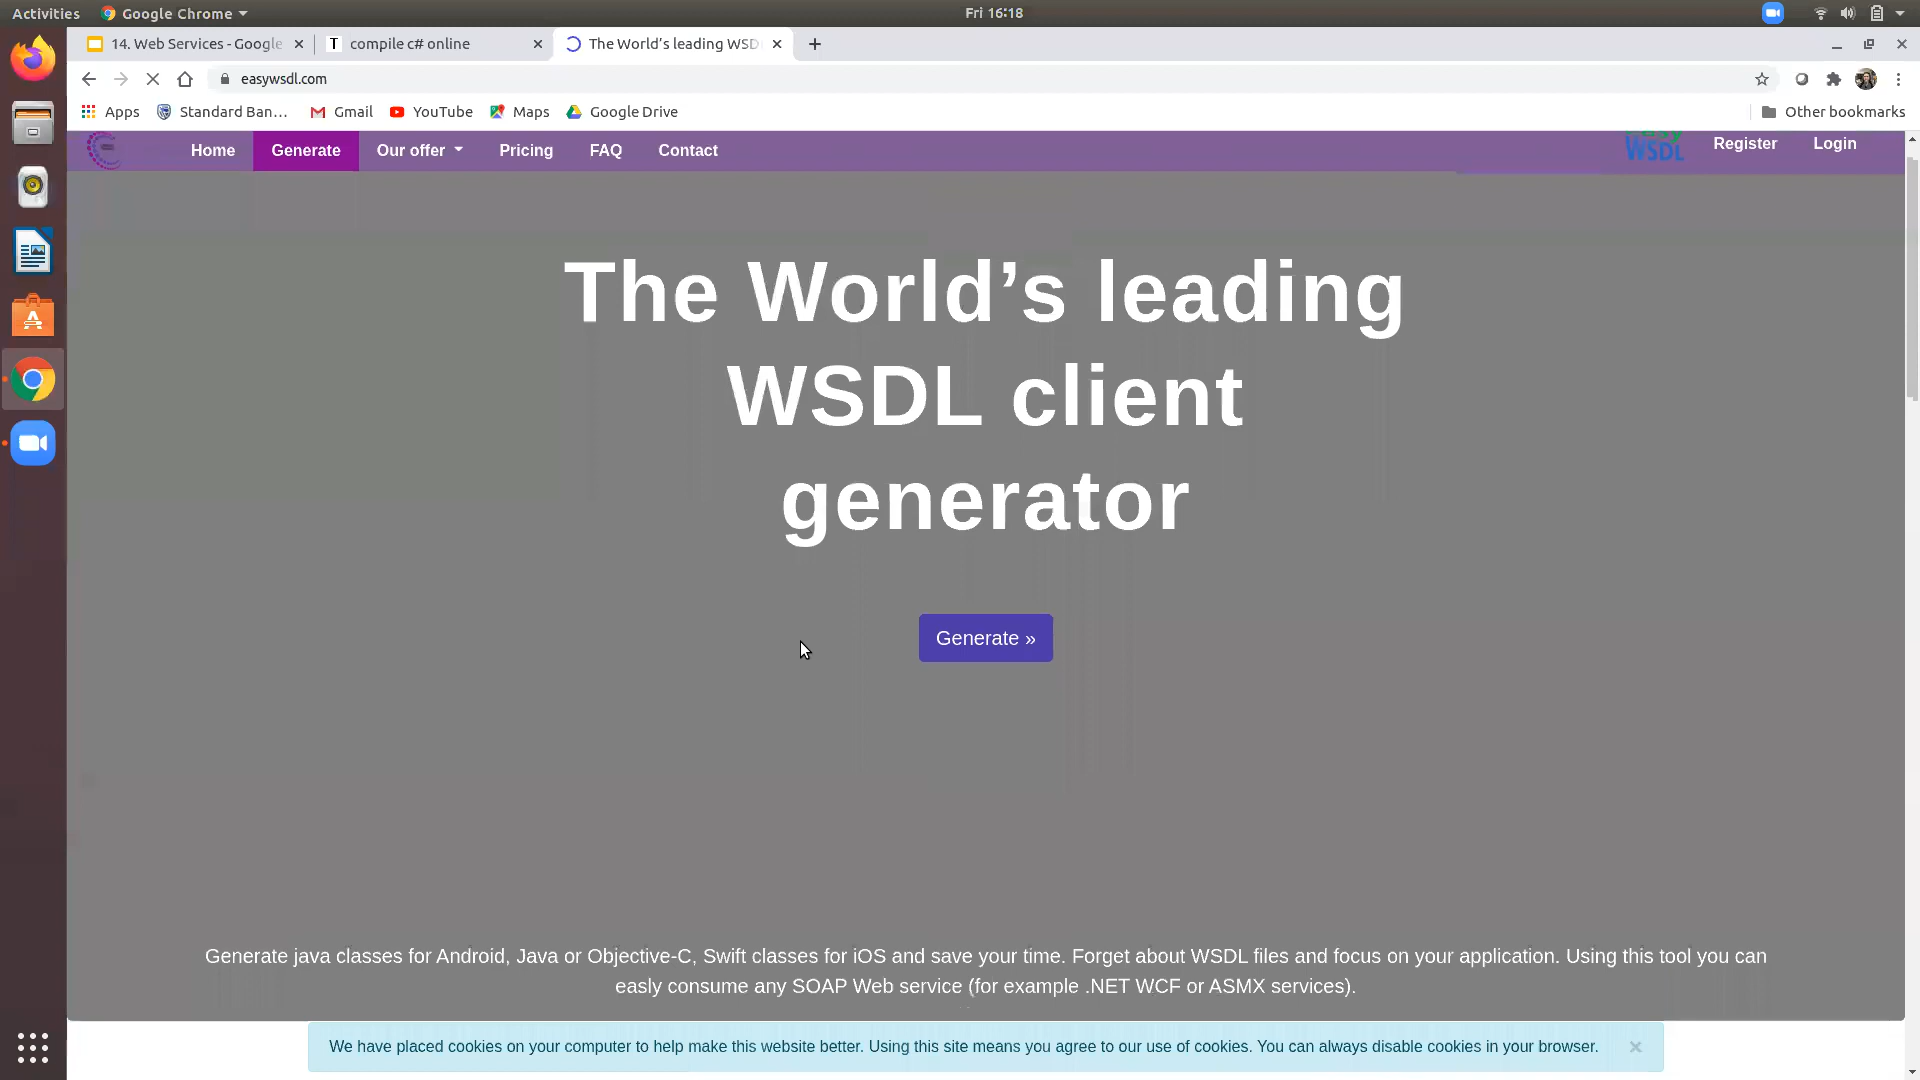 Activities Google Chrome Fri 16:18
14. Web Services - Google compile c# online The World's leading WSD
easywsdl.com
Apps Standard Ban... Gmail YouTube Maps Google Drive Other bookmarks
Home Generate Our offer Pricing FAQ Contact WSDL Register Login
The World's leading
WSDL client
generator
Generate »
Generate java classes for Android, Java or Objective-C, Swift classes for iOS and save your time. Forget about WSDL files and focus on your application. Using this tool you can
easly consume any SOAP Web service (for example .NET WCF or ASMX services).
We have placed cookies on your computer to help make this website better. Using this site means you agree to our use of cookies. You can always disable cookies in your browser.